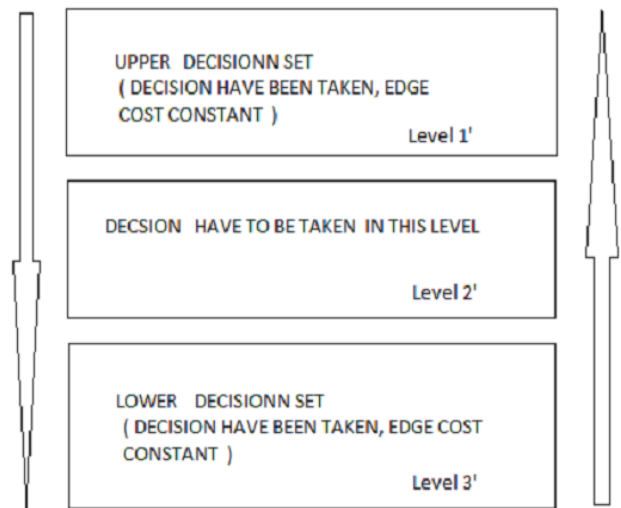 UPPER DECISIONN SET
( DECISION HAVE BEEN TAKEN, EDGE
COST CONSTANT )
Level 1'
DECSION HAVE TO BE TAKEN IN THIS LEVEL
Level 2'
LOWER DECISIONN SET
( DECISION HAVE BEEN TAKEN, EDGE COST
CONSTANT )
Level 3'